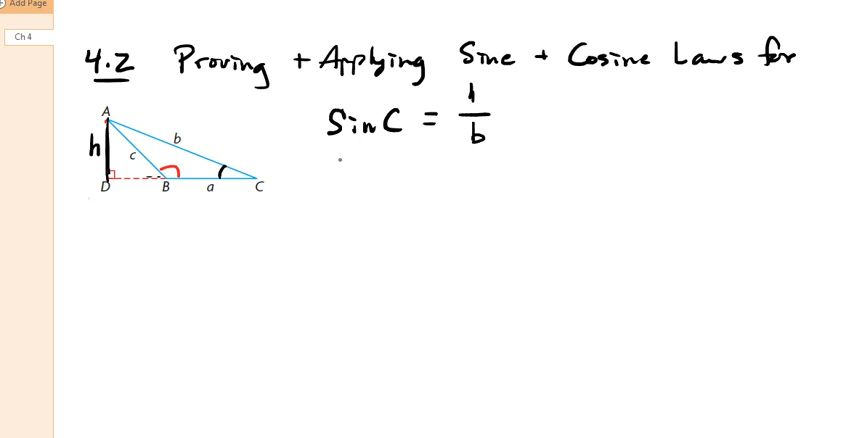 Add Page
Ch 4
4.2 Proving + Applying Sine + Cosine Laws for
Sin C =
b
A
b
h
c
D
B
a
C